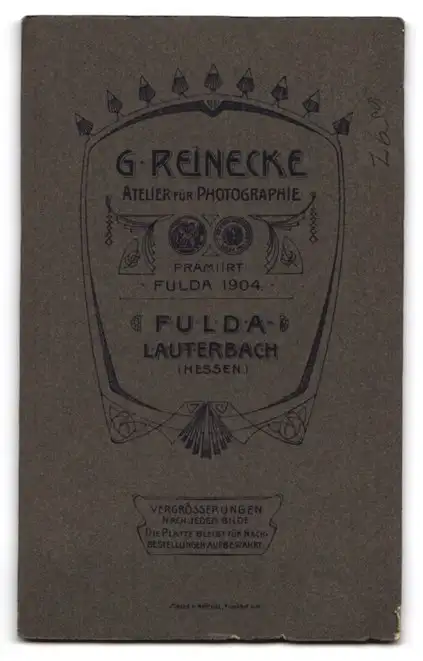 G. REINECKE
ATELIER FÜR PHOTOGRAPHIE
PRÄMIIRT
FULDA 1904.
FULDA-
LAUTERBACH
(HESSEN)
VERGRÖSSERUNGEN
NACH JEDEM BILDE
DIE PLATTE BLEIBT FÜR NACH-
BESTELLUNGEN AUFBEWAHRT.